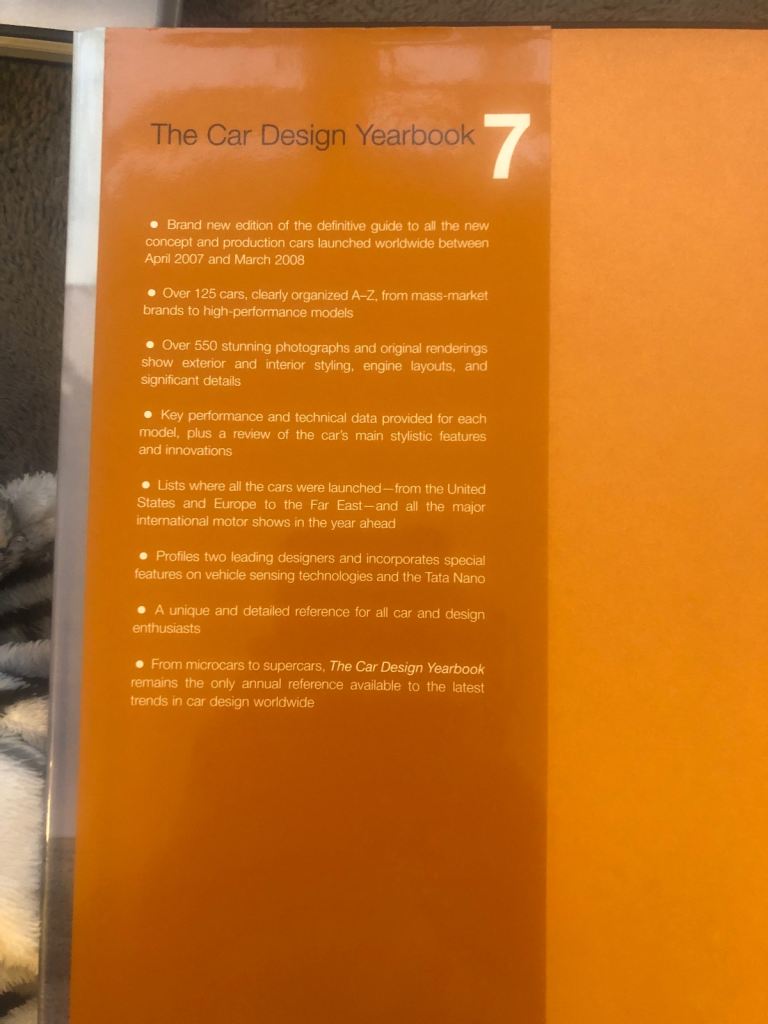 The Car Design Yearbook 7
• Brand new edition of the definitive guide to all the new
concept and production cars launched worldwide between
April 2007 and March 2008
• Over 125 cars, clearly organized A–Z, from mass-market
brands to high-performance models
• Over 550 stunning photographs and original renderings
show exterior and interior styling, engine layouts, and
significant details
• Key performance and technical data provided for each
model, plus a review of the car's main stylistic features
and innovations
• Lists where all the cars were launched—from the United
States and Europe to the Far East—and all the major
international motor shows in the year ahead
• Profiles two leading designers and incorporates special
features on vehicle sensing technologies and the Tata Nano
• A unique and detailed reference for all car and design
enthusiasts
• From microcars to supercars, The Car Design Yearbook
remains the only annual reference available to the latest
trends in car design worldwide